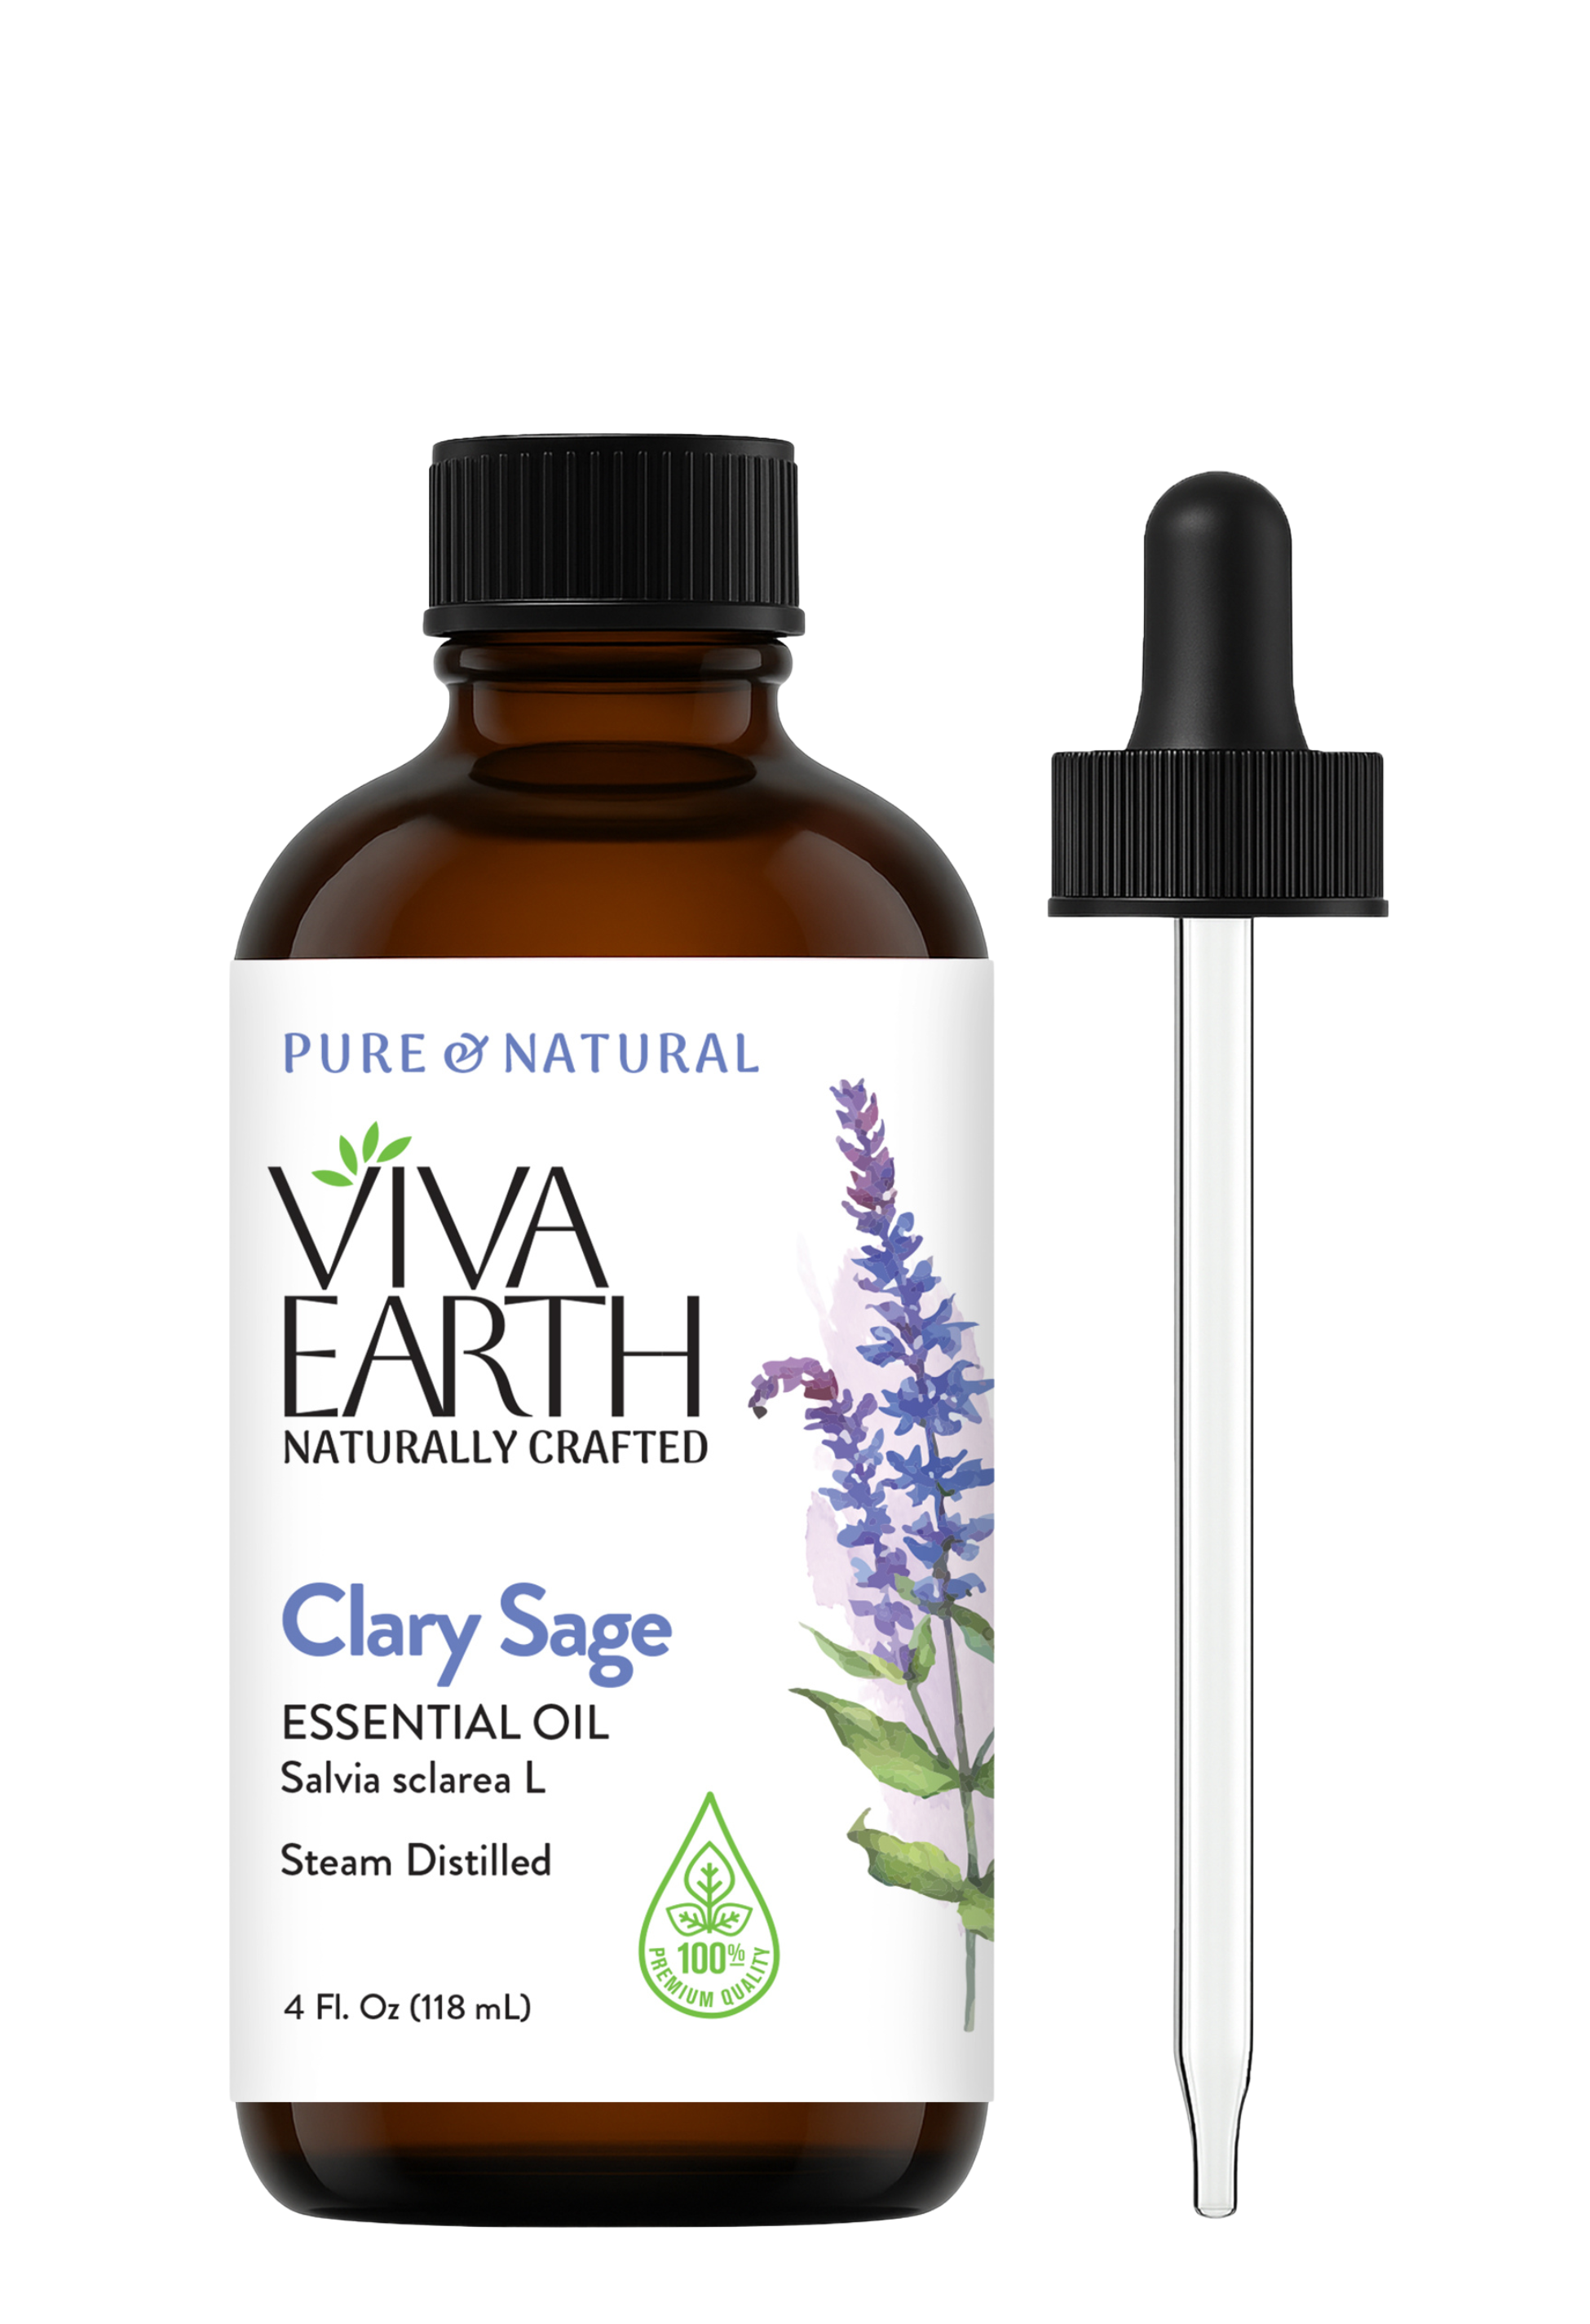 PURE & NATURAL
VIVA
EARTH
NATURALLY CRAFTED
Clary Sage
ESSENTIAL OIL
Salvia sclarea L
Steam Distilled
100%
PREMIUM QUALITY
4 Fl. Oz (118 mL)